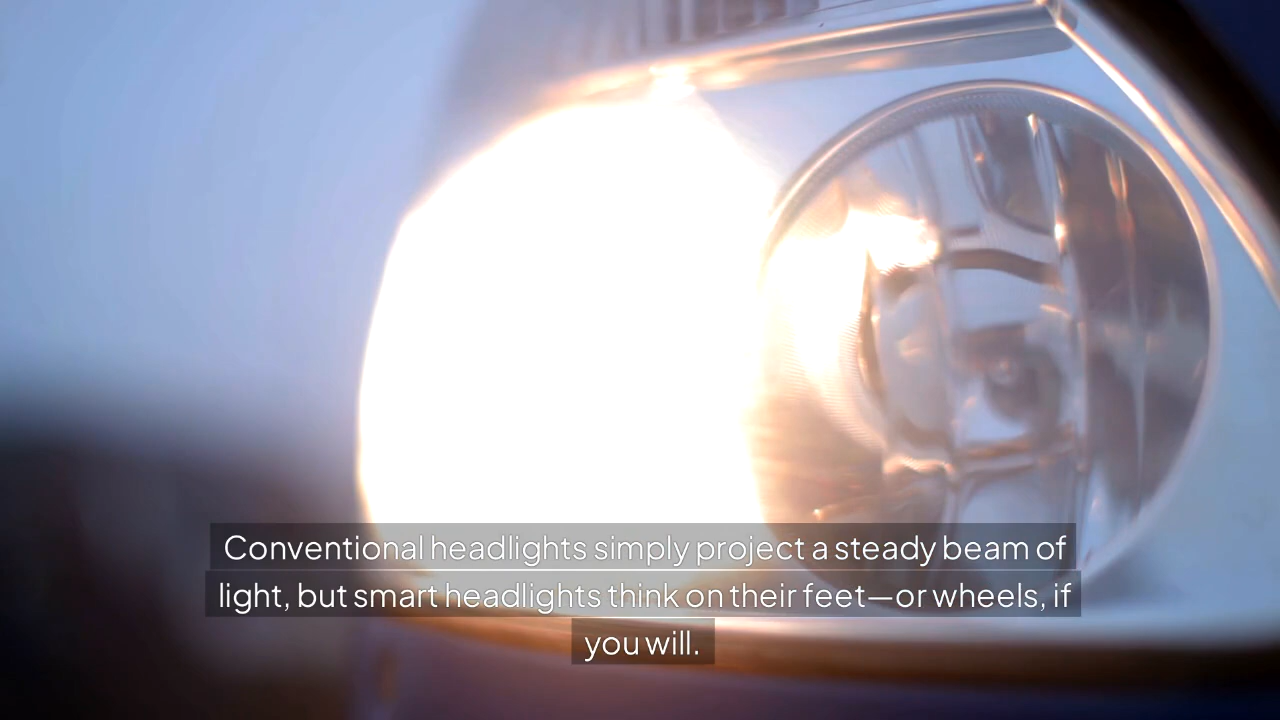 Conventional headlights simply project a steady beam of
light, but smart headlights think on their feet—or wheels, if
you will.